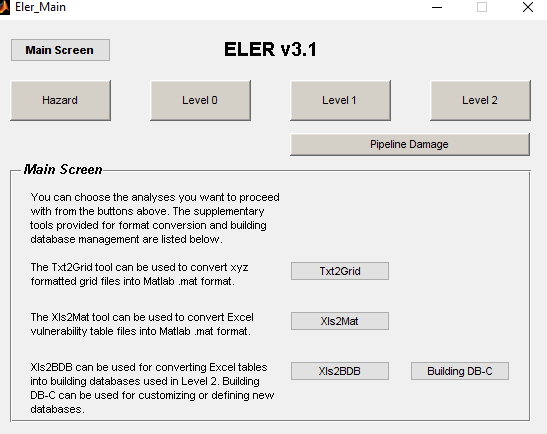 Eler_Main
Main Screen
ELER v3.1
Hazard
Level 0
Level 1
Level 2
Pipeline Damage
Main Screen
You can choose the analyses you want to proceed
with from the buttons above. The supplementary
tools provided for format conversion and building
database management are listed below.
The Txt2Grid tool can be used to convert xyz
formatted grid files into Matlab .mat format.
Txt2Grid
The Xls2Mat tool can be used to convert Excel
vulnerability table files into Matlab .mat format.
Xls2Mat
Xls2BDB can be used for converting Excel tables
into building databases used in Level 2. Building
DB-C can be used for customizing or defining new
databases.
Xls2BDB
Building DB-C